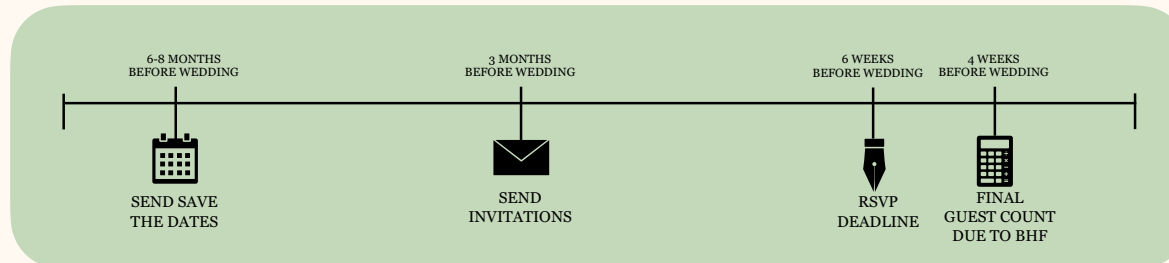 6-8 MONTHS
BEFORE WEDDING
3 MONTHS
BEFORE WEDDING
6 WEEKS
BEFORE WEDDING
4 WEEKS
BEFORE WEDDING
SEND SAVE
THE DATES
SEND
INVITATIONS
RSVP
DEADLINE
FINAL
GUEST COUNT
DUE TO BHF